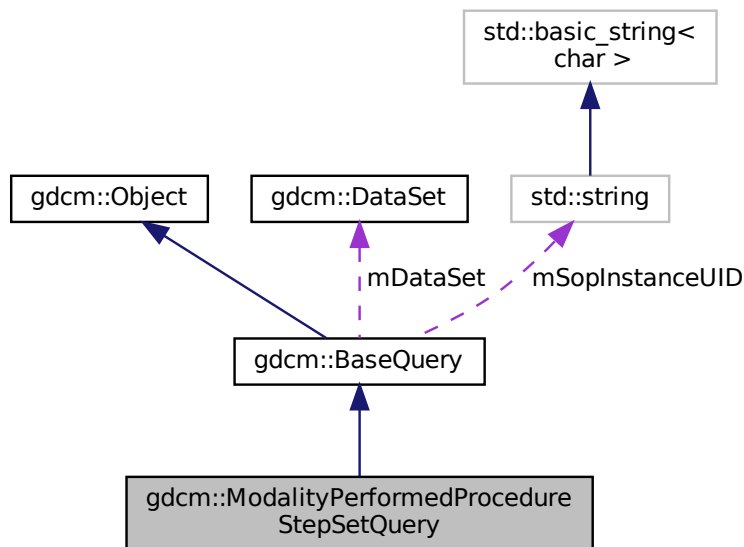 std::basic_string<
char >
gdcm::Object
gdcm::DataSet
std::string
mDataSet
mSopInstanceUID
gdcm::BaseQuery
gdcm::ModalityPerformedProcedure
StepSetQuery